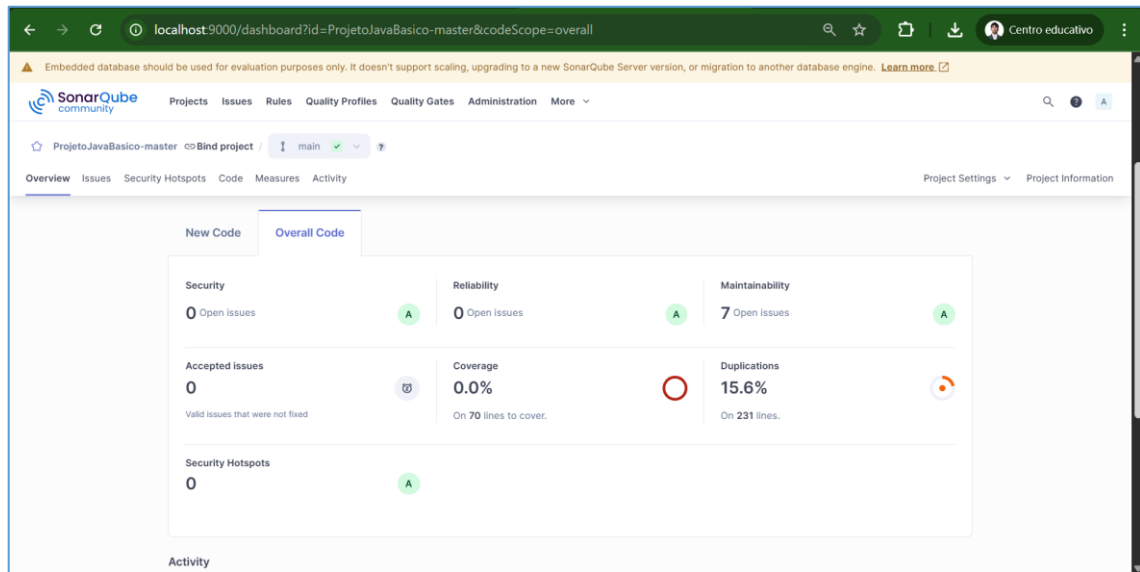 localhost:9000/dashboard?id=ProjetoJavaBasico-master&codeScope=overall
Centro educativo
Embedded database should be used for evaluation purposes only. It doesn't support scaling, upgrading to a new SonarQube Server version, or migration to another database engine. Learn more
SonarQube
community
Projects Issues Rules Quality Profiles Quality Gates Administration More
? A
ProjetoJavaBasico-master Bind project / main ?
Overview Issues Security Hotspots Code Measures Activity
Project Settings Project Information
New Code Overall Code
Security Reliability Maintainability
0 Open issues A 0 Open issues A 7 Open issues A
Accepted issues Coverage Duplications
0 0.0% 15.6%
Valid issues that were not fixed On 70 lines to cover. On 231 lines.
Security Hotspots
0 A
Activity